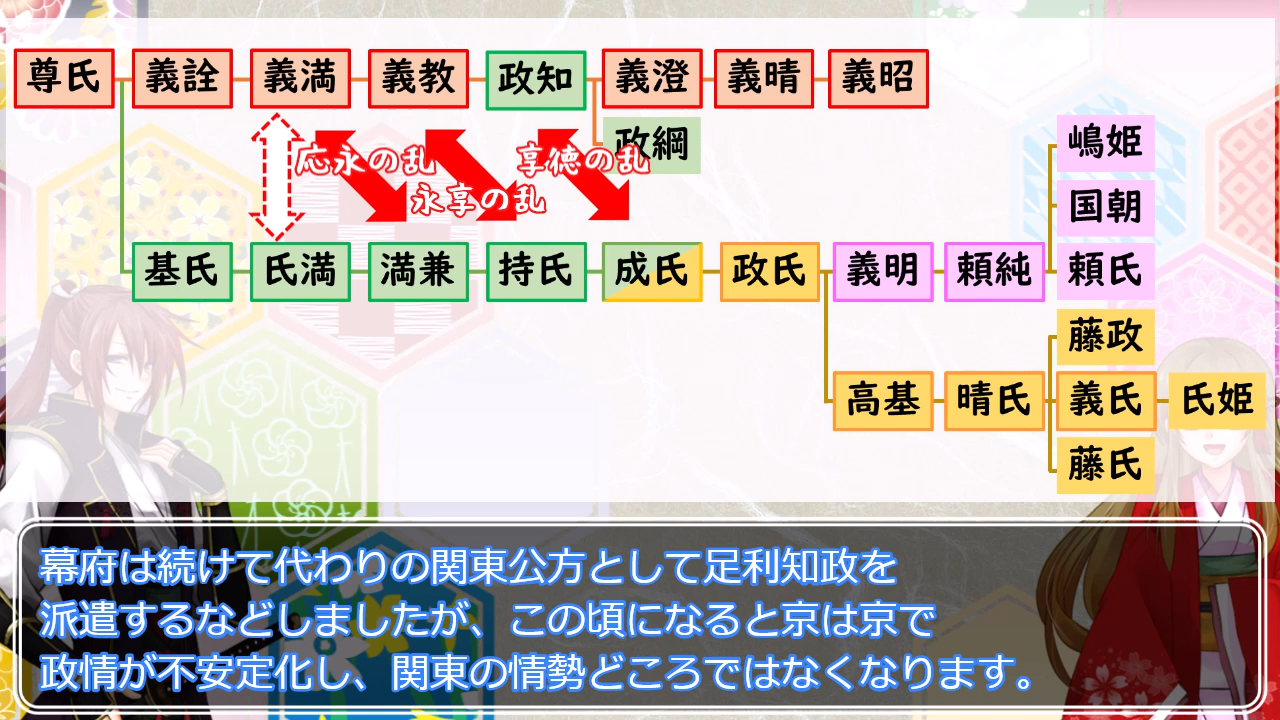 尊氏 義詮 義満 義教 政知 義澄 義晴 義昭
政綱
嶋姫
応永の乱 享徳の乱
永享の乱
国朝
基氏 氏満 満兼 持氏 成氏 政氏 義明 頼純 頼氏
藤政
高基 晴氏 義氏 氏姫
藤氏
幕府は続けて代わりの関東公方として足利知政を
派遣するなどしましたが、この頃になると京は京で
政情が不安定化し、関東の情勢どころではなくなります。